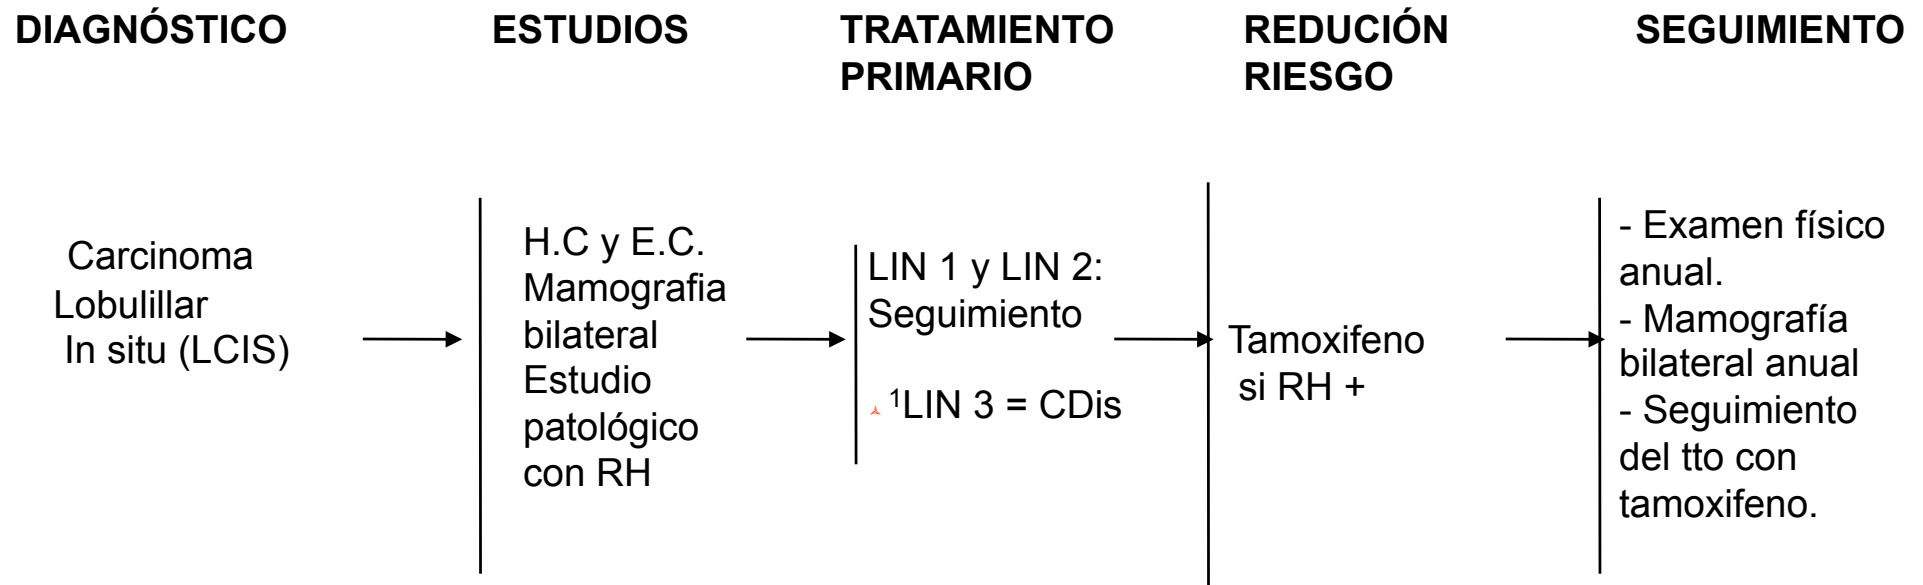 DIAGNÓSTICO
ESTUDIOS
TRATAMIENTO
PRIMARIO
REDUCIÓN
RIESGO
SEGUIMIENTO
Carcinoma
Lobulillar
In situ (LCIS)
H.C y E.C.
Mamografia
bilateral
Estudio
patológico
con RH
LIN 1 y LIN 2:
Seguimiento
¹LIN 3 = CDis
Tamoxifeno
si RH +
- Examen físico
anual.
- Mamografía
bilateral anual
- Seguimiento
del tto con
tamoxifeno.